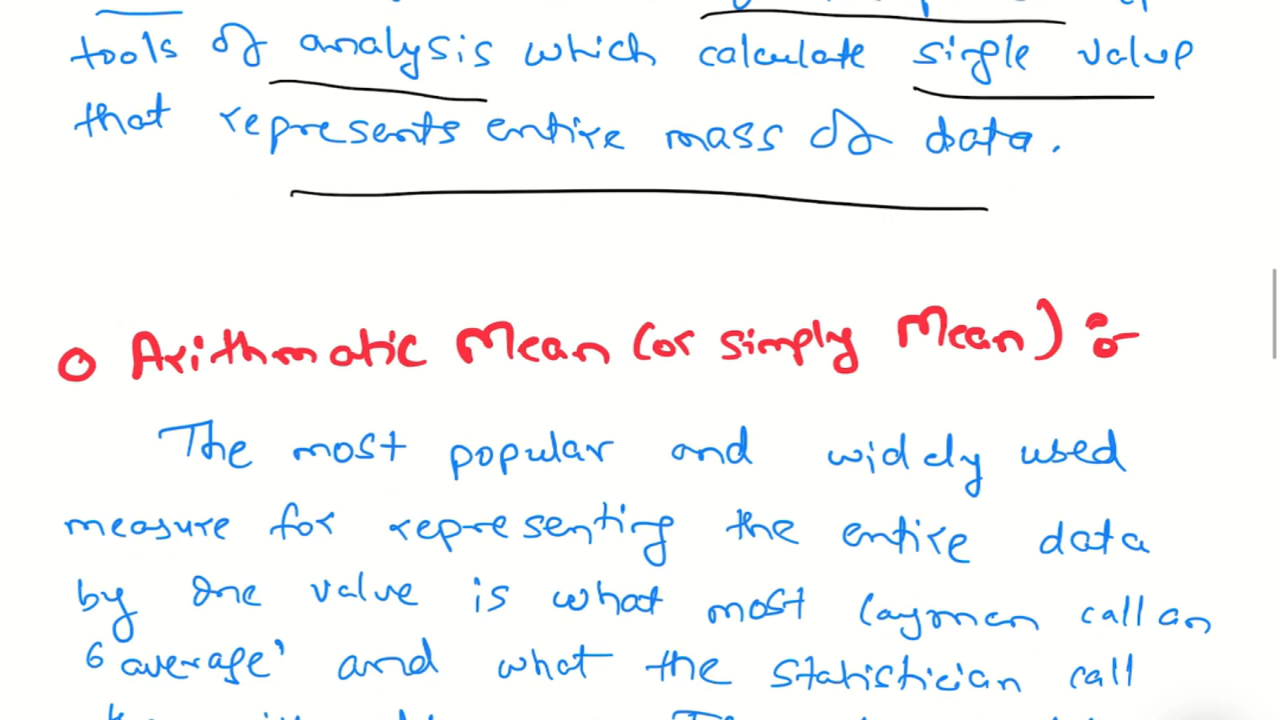 tools of analysis which calculate single value
that represents entire mass of data.
o Arithmatic Mean (or simply Mean) :-
The most popular and widely used
measure for representing the entire data
by one value is what most laymen call an
'average' and what the statistician call